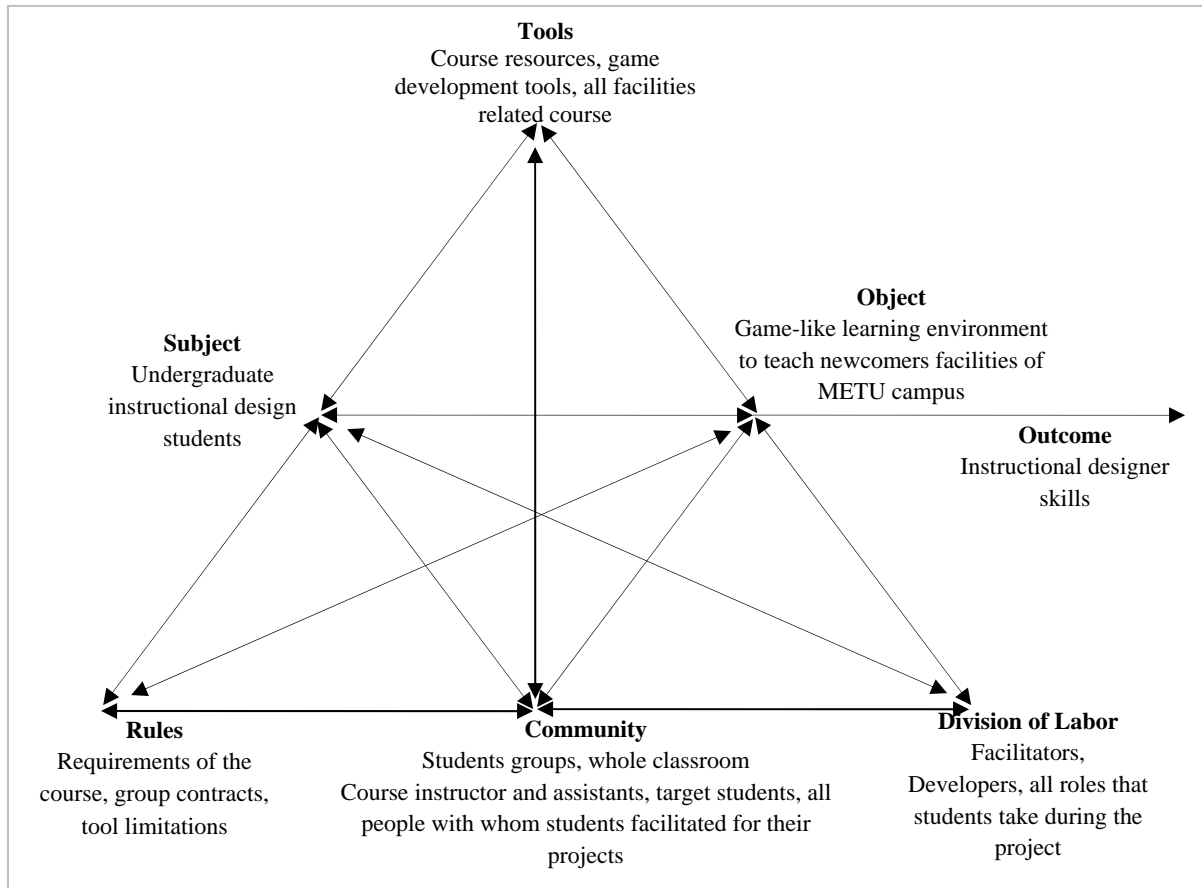 Tools
Course resources, game
development tools, all facilities
related course
Object
Game-like learning environment
to teach newcomers facilities of
METU campus
Subject
Undergraduate
instructional design
students
Outcome
Instructional designer
skills
Rules
Requirements of the
course, group contracts,
tool limitations
Community
Students groups, whole classroom
Course instructor and assistants, target students, all
people with whom students facilitated for their
projects
Division of Labor
Facilitators,
Developers, all roles that
students take during the
project